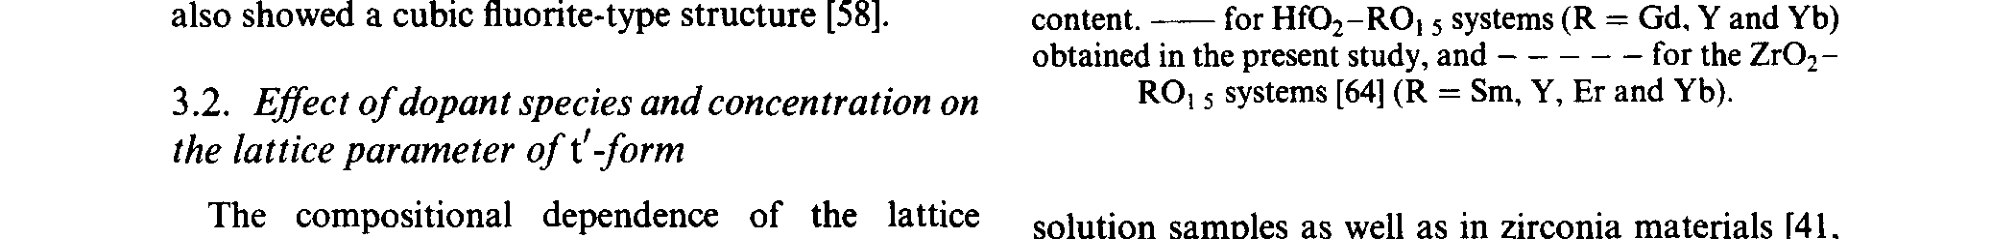 also showed a cubic fluorite-type structure [58].
3.2. Effect of dopant species and concentration on
the lattice parameter of t′-form
The compositional dependence of the lattice
content. —— for HfO₂–RO₁ ₅ systems (R = Gd, Y and Yb)
obtained in the present study, and – – – – – for the ZrO₂–
RO₁ ₅ systems [64] (R = Sm, Y, Er and Yb).
solution samples as well as in zirconia materials [41,